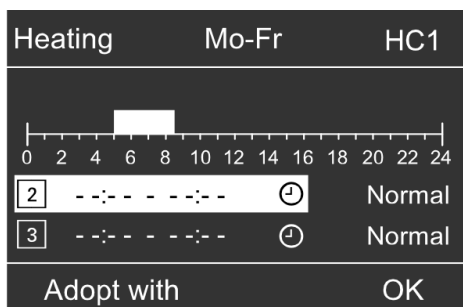 Heating Mo-Fr HC1
0 2 4 6 8 10 12 14 16 18 20 22 24
2 - -:- - - - -:- - Normal
3 - -:- - - - -:- - Normal
Adopt with OK